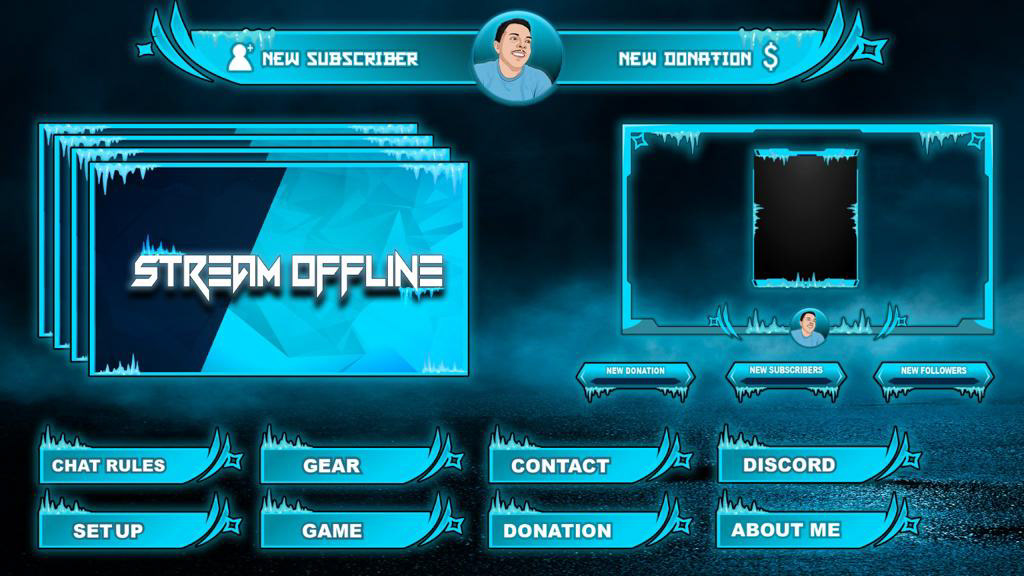 NEW SUBSCRIBER
NEW DONATION $
STREAM OFFLINE
NEW DONATION
NEW SUBSCRIBERS
NEW FOLLOWERS
CHAT RULES
GEAR
CONTACT
DISCORD
SETUP
GAME
DONATION
ABOUT ME